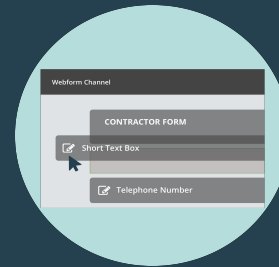 Webform Channel
CONTRACTOR FORM
Short Text Box
Telephone Number